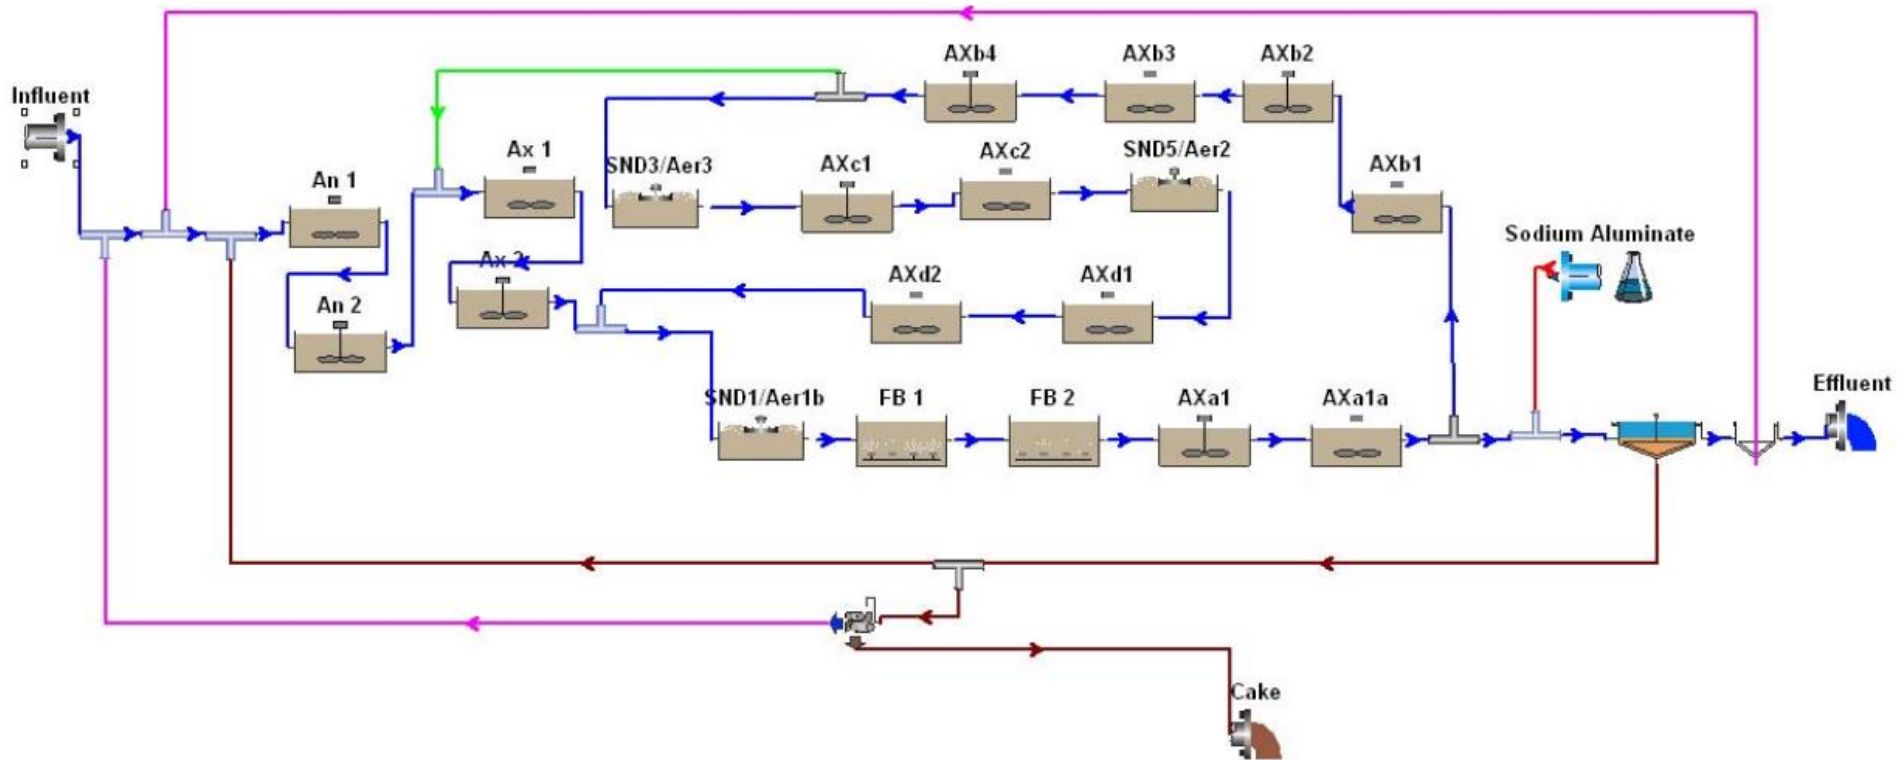 AXb4
AXb3
AXb2
Influent
Ax 1
SND3/Aer3
AXc1
AXc2
SND5/Aer2
AXb1
An 1
Sodium Aluminate
Ax 2
AXd2
AXd1
An 2
SND1/Aer1b
FB 1
FB 2
AXa1
AXa1a
Effluent
Cake